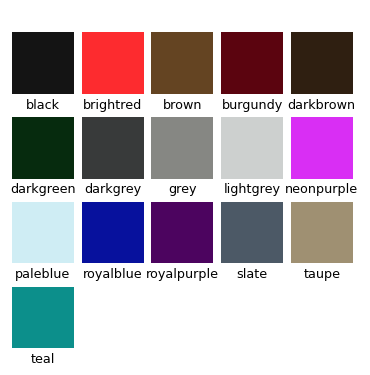 black brightred brown burgundy darkbrown
darkgreen darkgrey grey lightgrey neonpurple
paleblue royalblue royalpurple slate taupe
teal